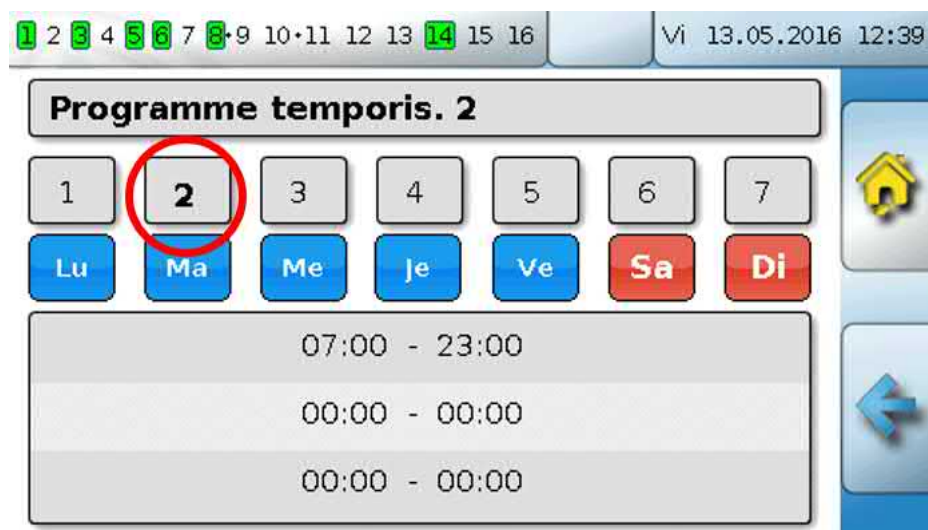 1 2 3 4 5 6 7 8·9 10·11 12 13 14 15 16 Vi 13.05.2016 12:39
Programme temporis. 2
1 2 3 4 5 6 7
Lu Ma Me Je Ve Sa Di
07:00 - 23:00
00:00 - 00:00
00:00 - 00:00